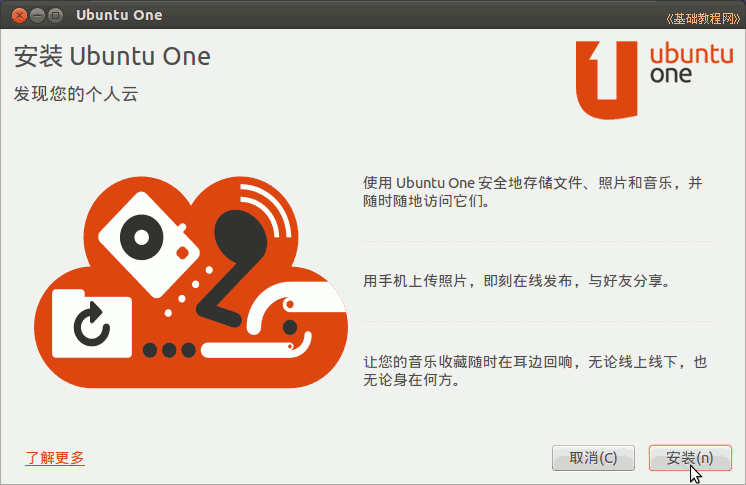 Ubuntu One
《基础教程网》
安装 Ubuntu One
发现您的个人云
ubuntu
one
使用 Ubuntu One 安全地存储文件、照片和音乐，并
随时随地访问它们。
用手机上传照片，即刻在线发布，与好友分享。
让您的音乐收藏随时在耳边回响，无论线上线下，也
无论身在何方。
了解更多
取消(C)
安装(n)